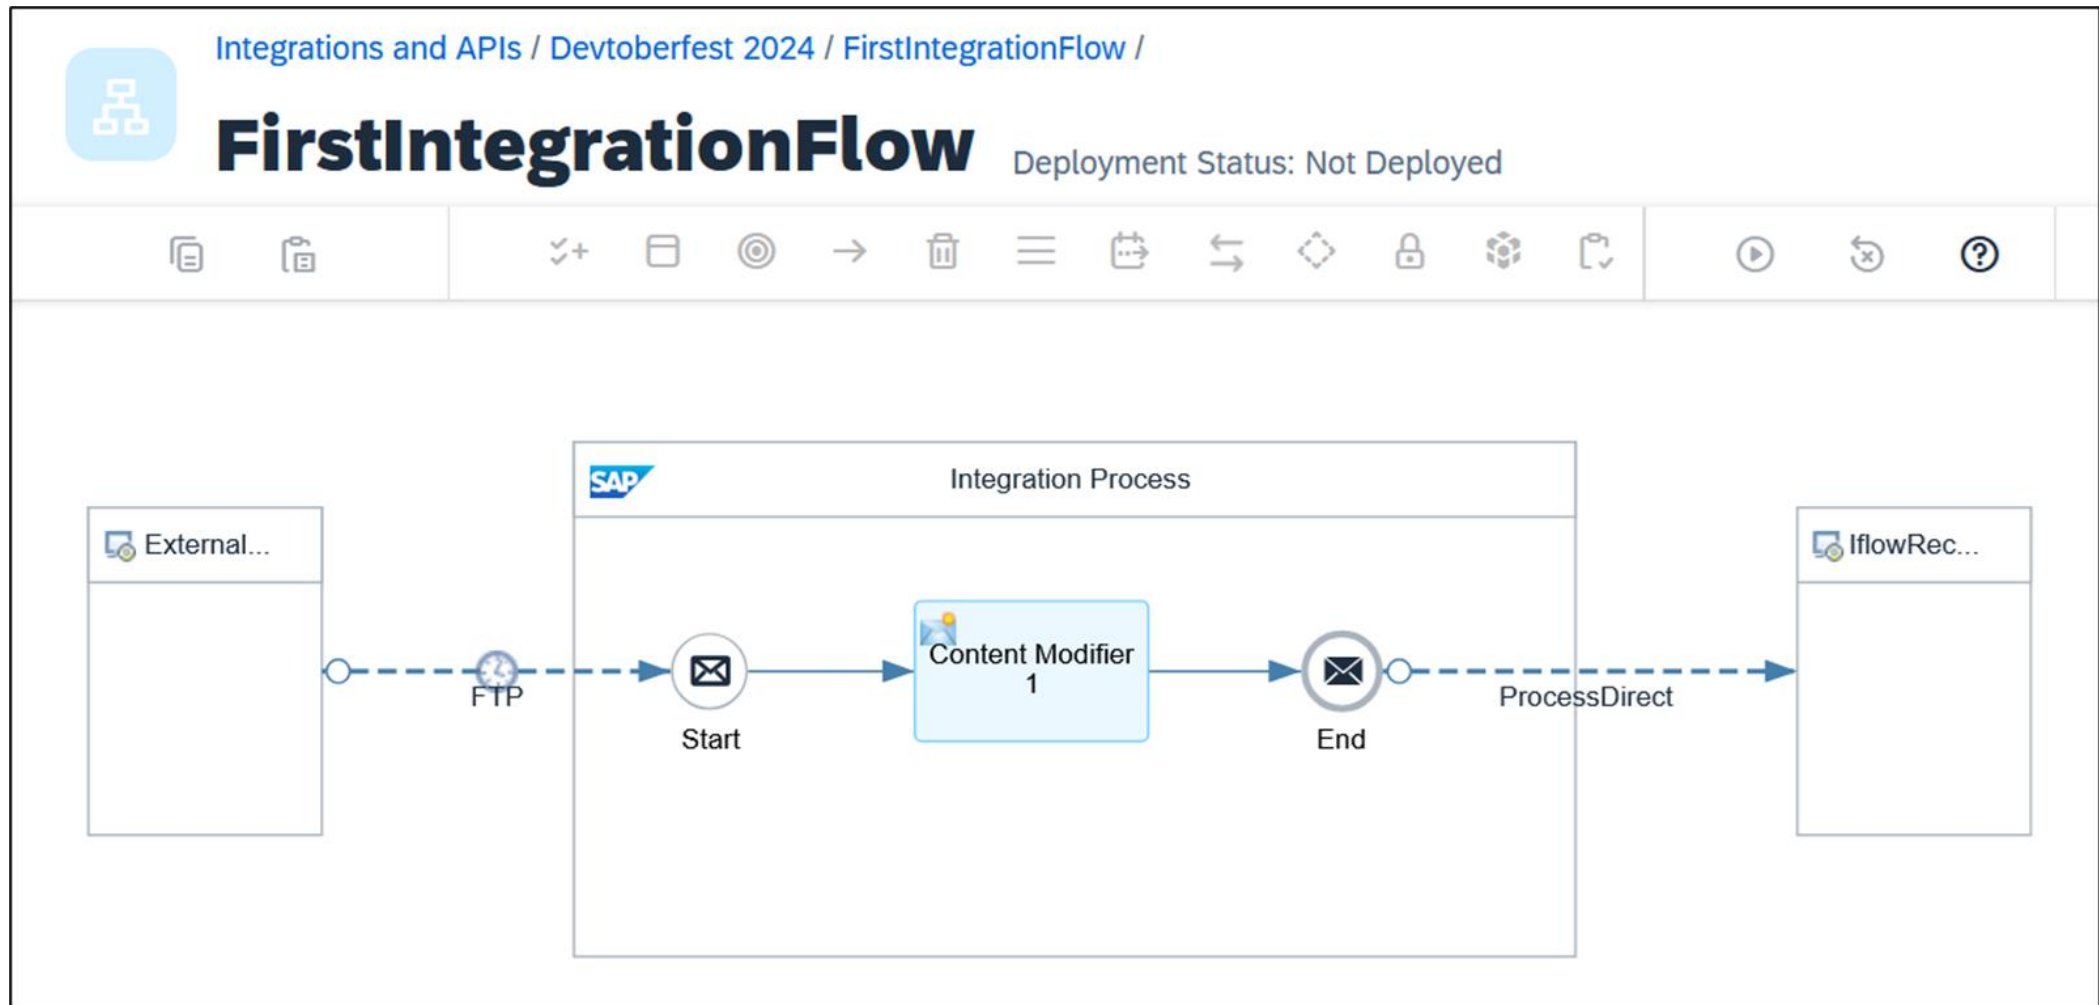 Integrations and APIs / Devtoberfest 2024 / FirstIntegrationFlow /
FirstIntegrationFlow Deployment Status: Not Deployed
SAP Integration Process
External...
IflowRec...
Content Modifier
1
FTP
ProcessDirect
Start
End